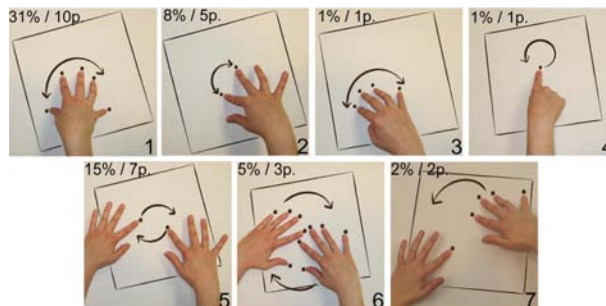 31% / 10p.
8% / 5p.
1% / 1p.
1% / 1p.
1
2
3
4
15% / 7p.
5% / 3p.
2% / 2p.
5
6
7